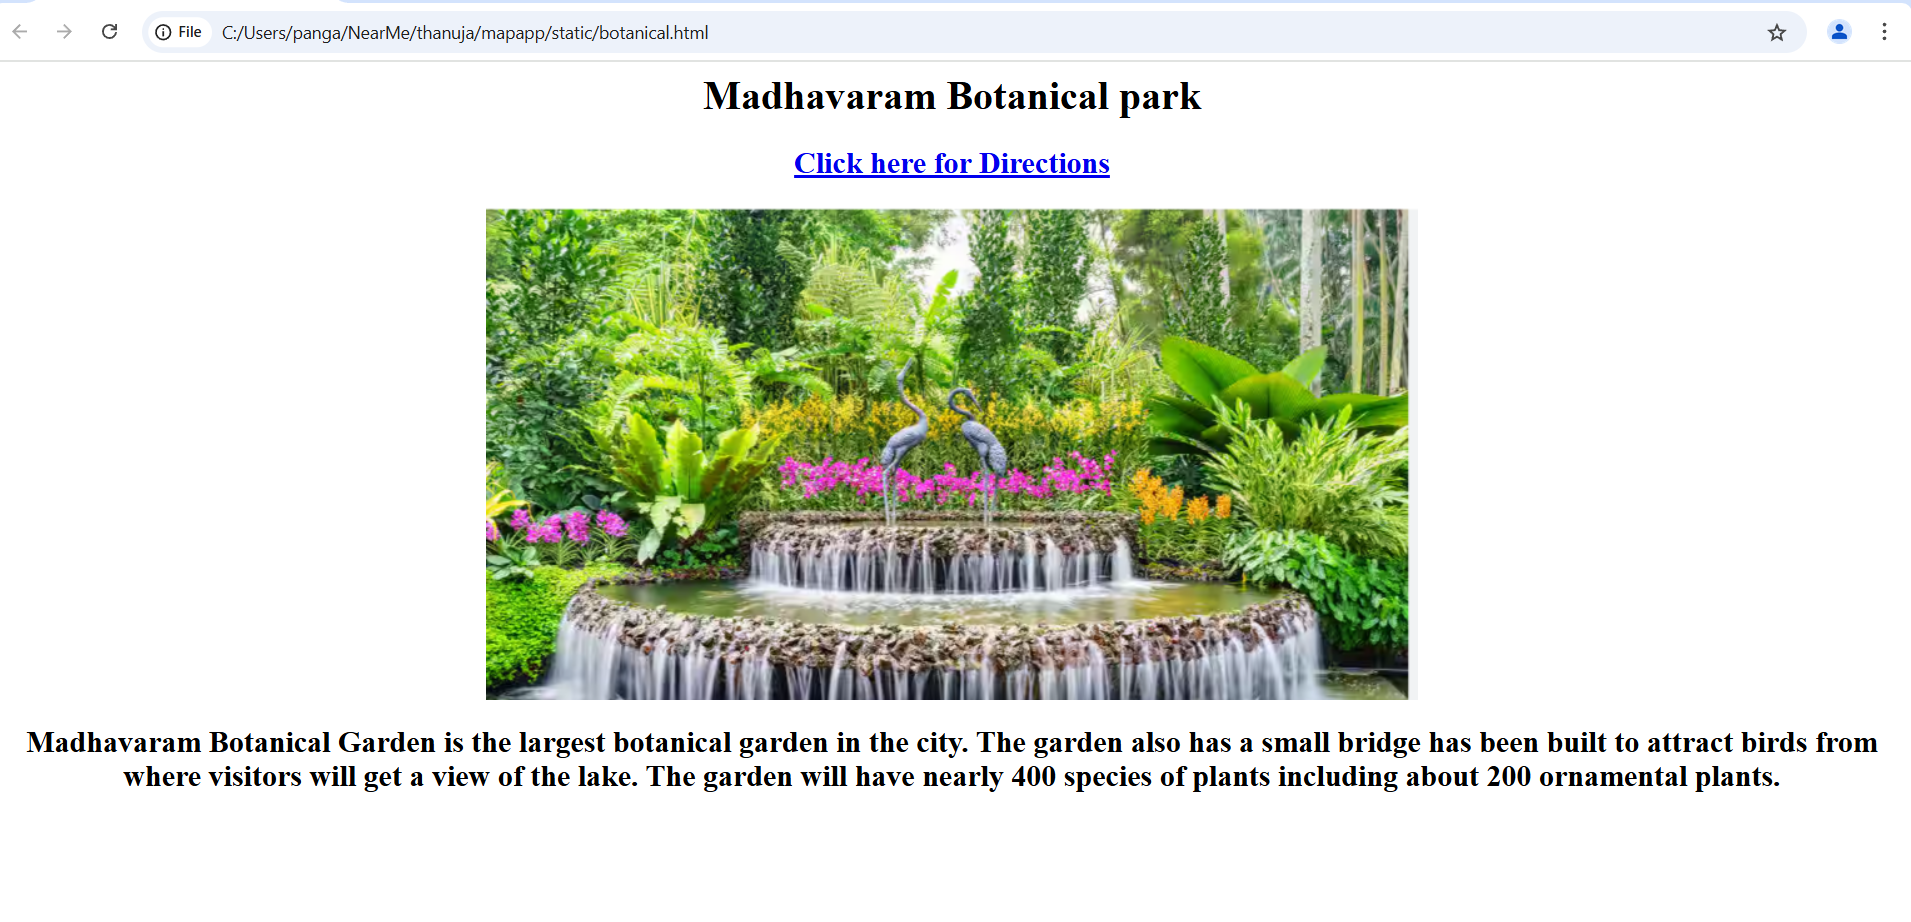 File C:/Users/panga/NearMe/thanuja/mapapp/static/botanical.html
Madhavaram Botanical park
Click here for Directions
Madhavaram Botanical Garden is the largest botanical garden in the city. The garden also has a small bridge has been built to attract birds from
where visitors will get a view of the lake. The garden will have nearly 400 species of plants including about 200 ornamental plants.